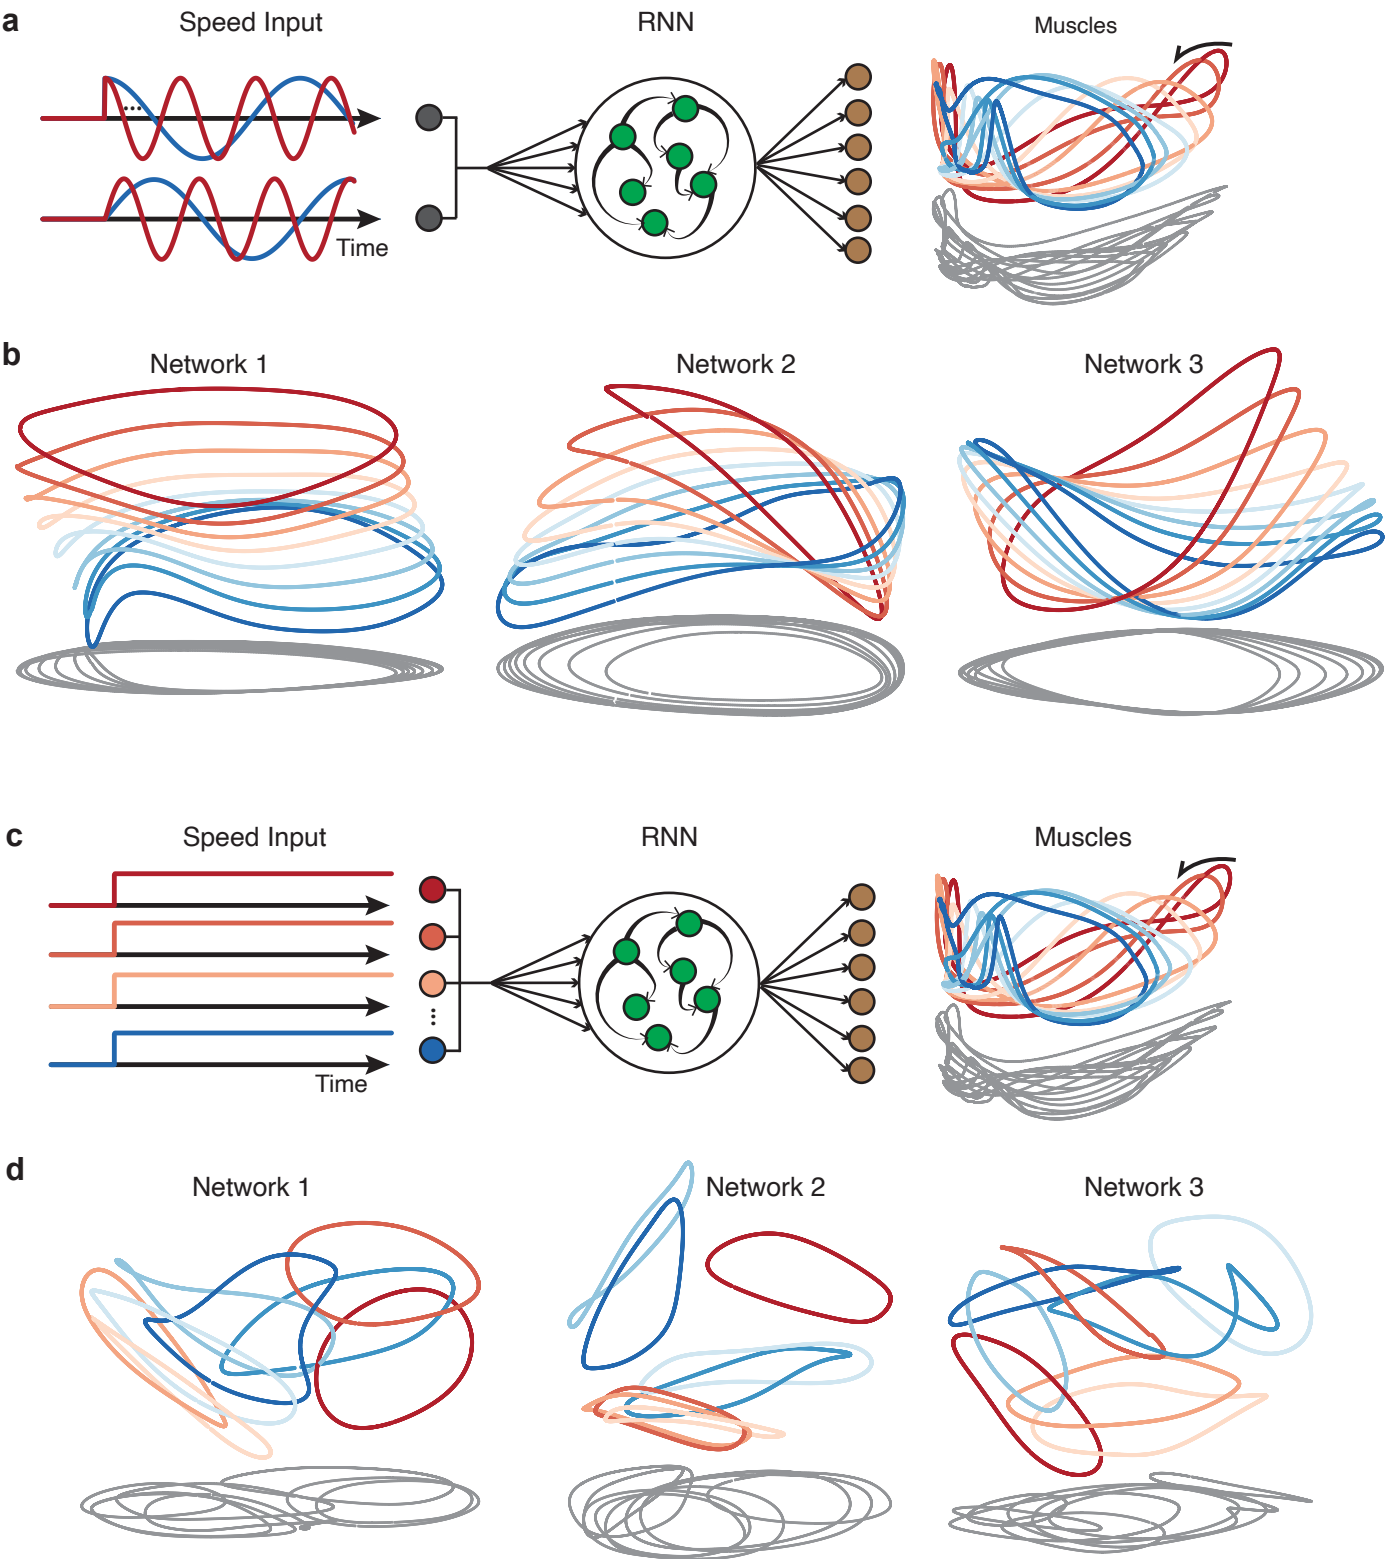 a
Speed Input
RNN
Muscles
...
Time
b
Network 1
Network 2
Network 3
c
Speed Input
RNN
Muscles
Time
d
Network 1
Network 2
Network 3